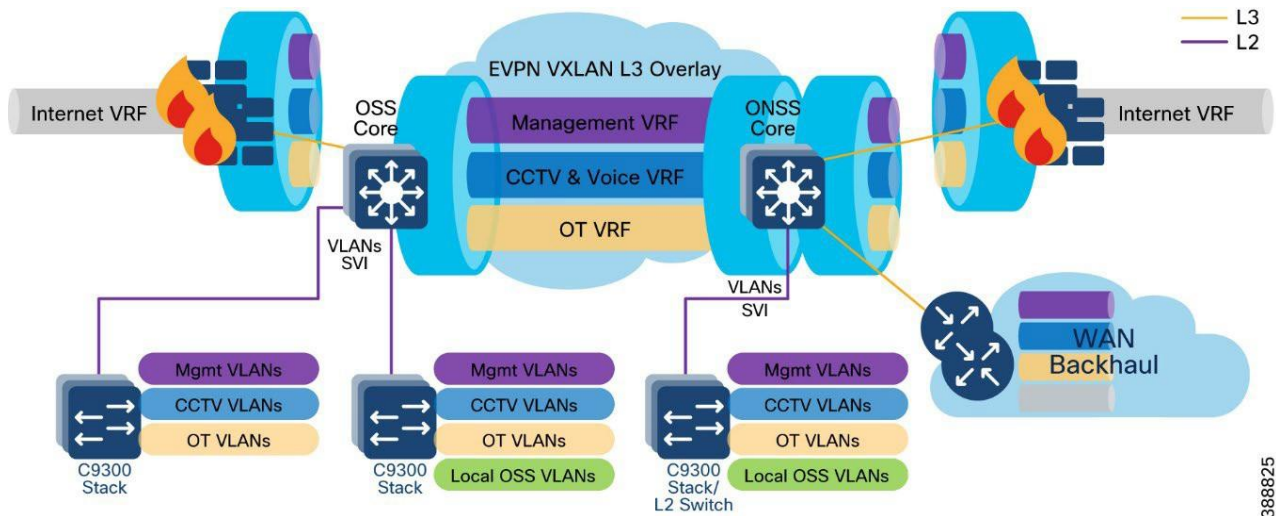 L3
L2
EVPN VXLAN L3 Overlay
Internet VRF
OSS
Core
Management VRF
ONSS
Core
Internet VRF
CCTV & Voice VRF
OT VRF
VLANs
SVI
VLANs
SVI
WAN
Backhaul
Mgmt VLANs
CCTV VLANs
OT VLANs
C9300
Stack
Mgmt VLANs
CCTV VLANs
OT VLANs
Local OSS VLANs
C9300
Stack
Mgmt VLANs
CCTV VLANs
OT VLANs
Local OSS VLANs
C9300
Stack/
L2 Switch
388825